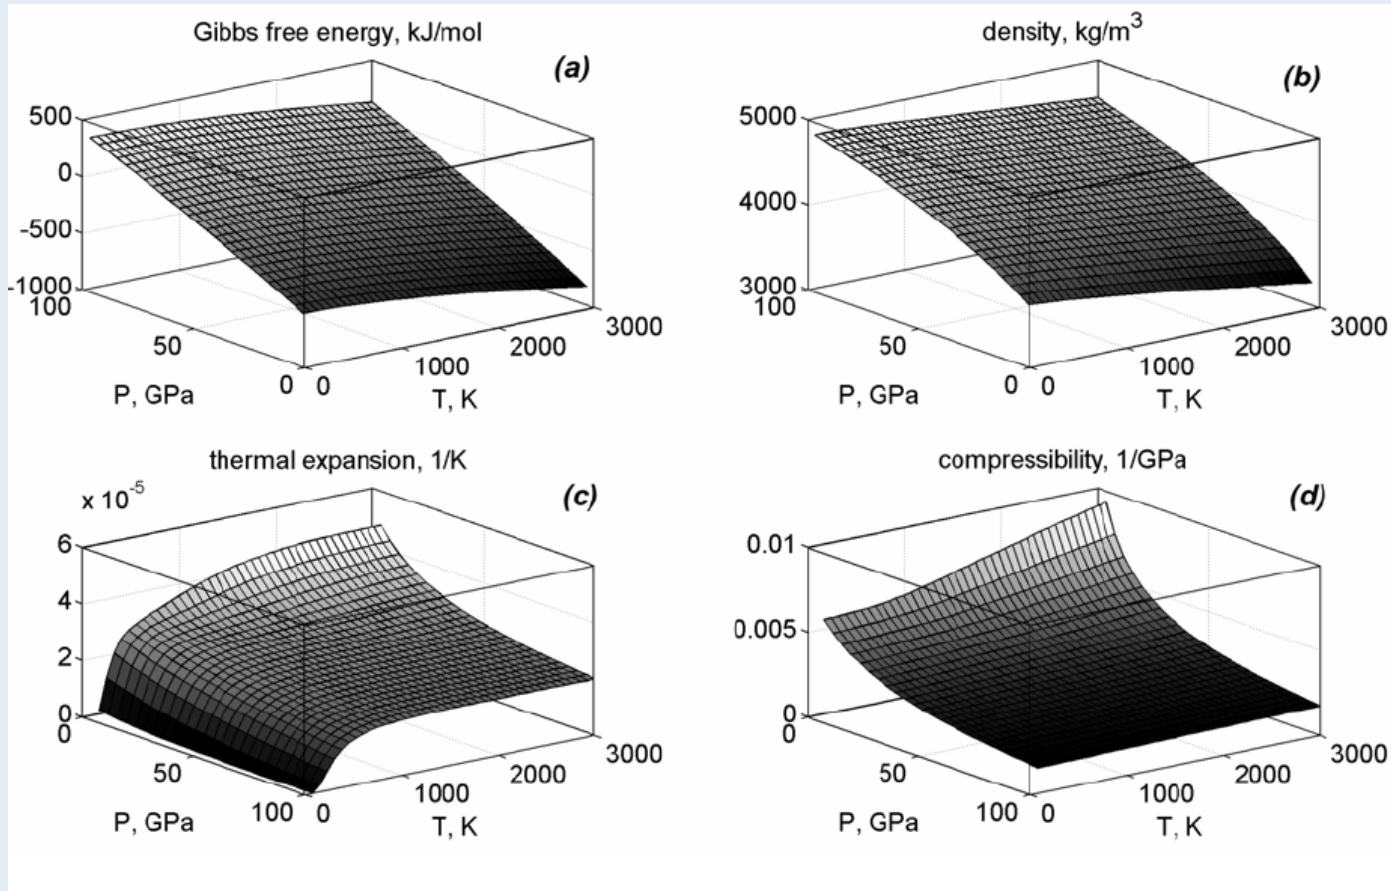 Gibbs free energy, kJ/mol
(a)
500
0
-500
-1000
100
50
0
0
1000
2000
3000
P, GPa
T, K
density, kg/m³
(b)
5000
4000
3000
100
50
0
0
1000
2000
3000
P, GPa
T, K
thermal expansion, 1/K
x 10⁻⁵
(c)
6
4
2
0
0
50
100
0
1000
2000
3000
P, GPa
T, K
compressibility, 1/GPa
(d)
0.01
0.005
0
0
50
100
0
1000
2000
3000
P, GPa
T, K